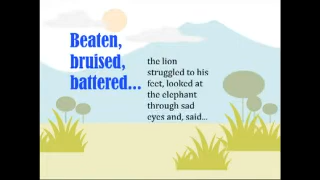 Beaten,
bruised,
battered...
the lion
struggled to his
feet, looked at
the elephant
through sad
eyes and, said...